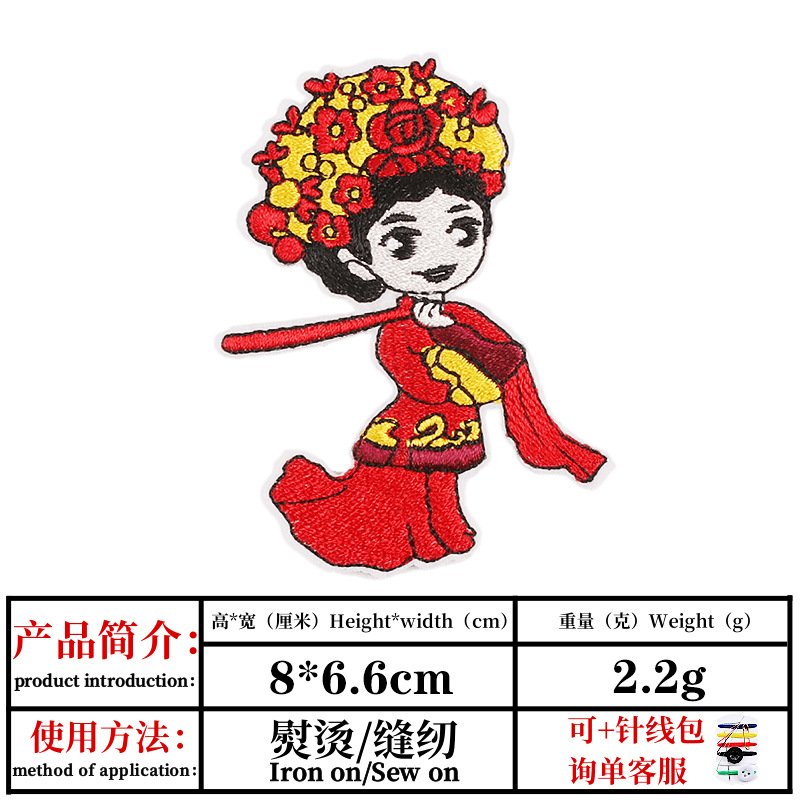 产品简介：
product introduction：
高*宽（厘米）Height*width（cm）
重量（克）Weight（g）
8*6.6cm
2.2g
使用方法：
method of application：
熨烫/缝纫
Iron on/Sew on
可+针线包
询单客服